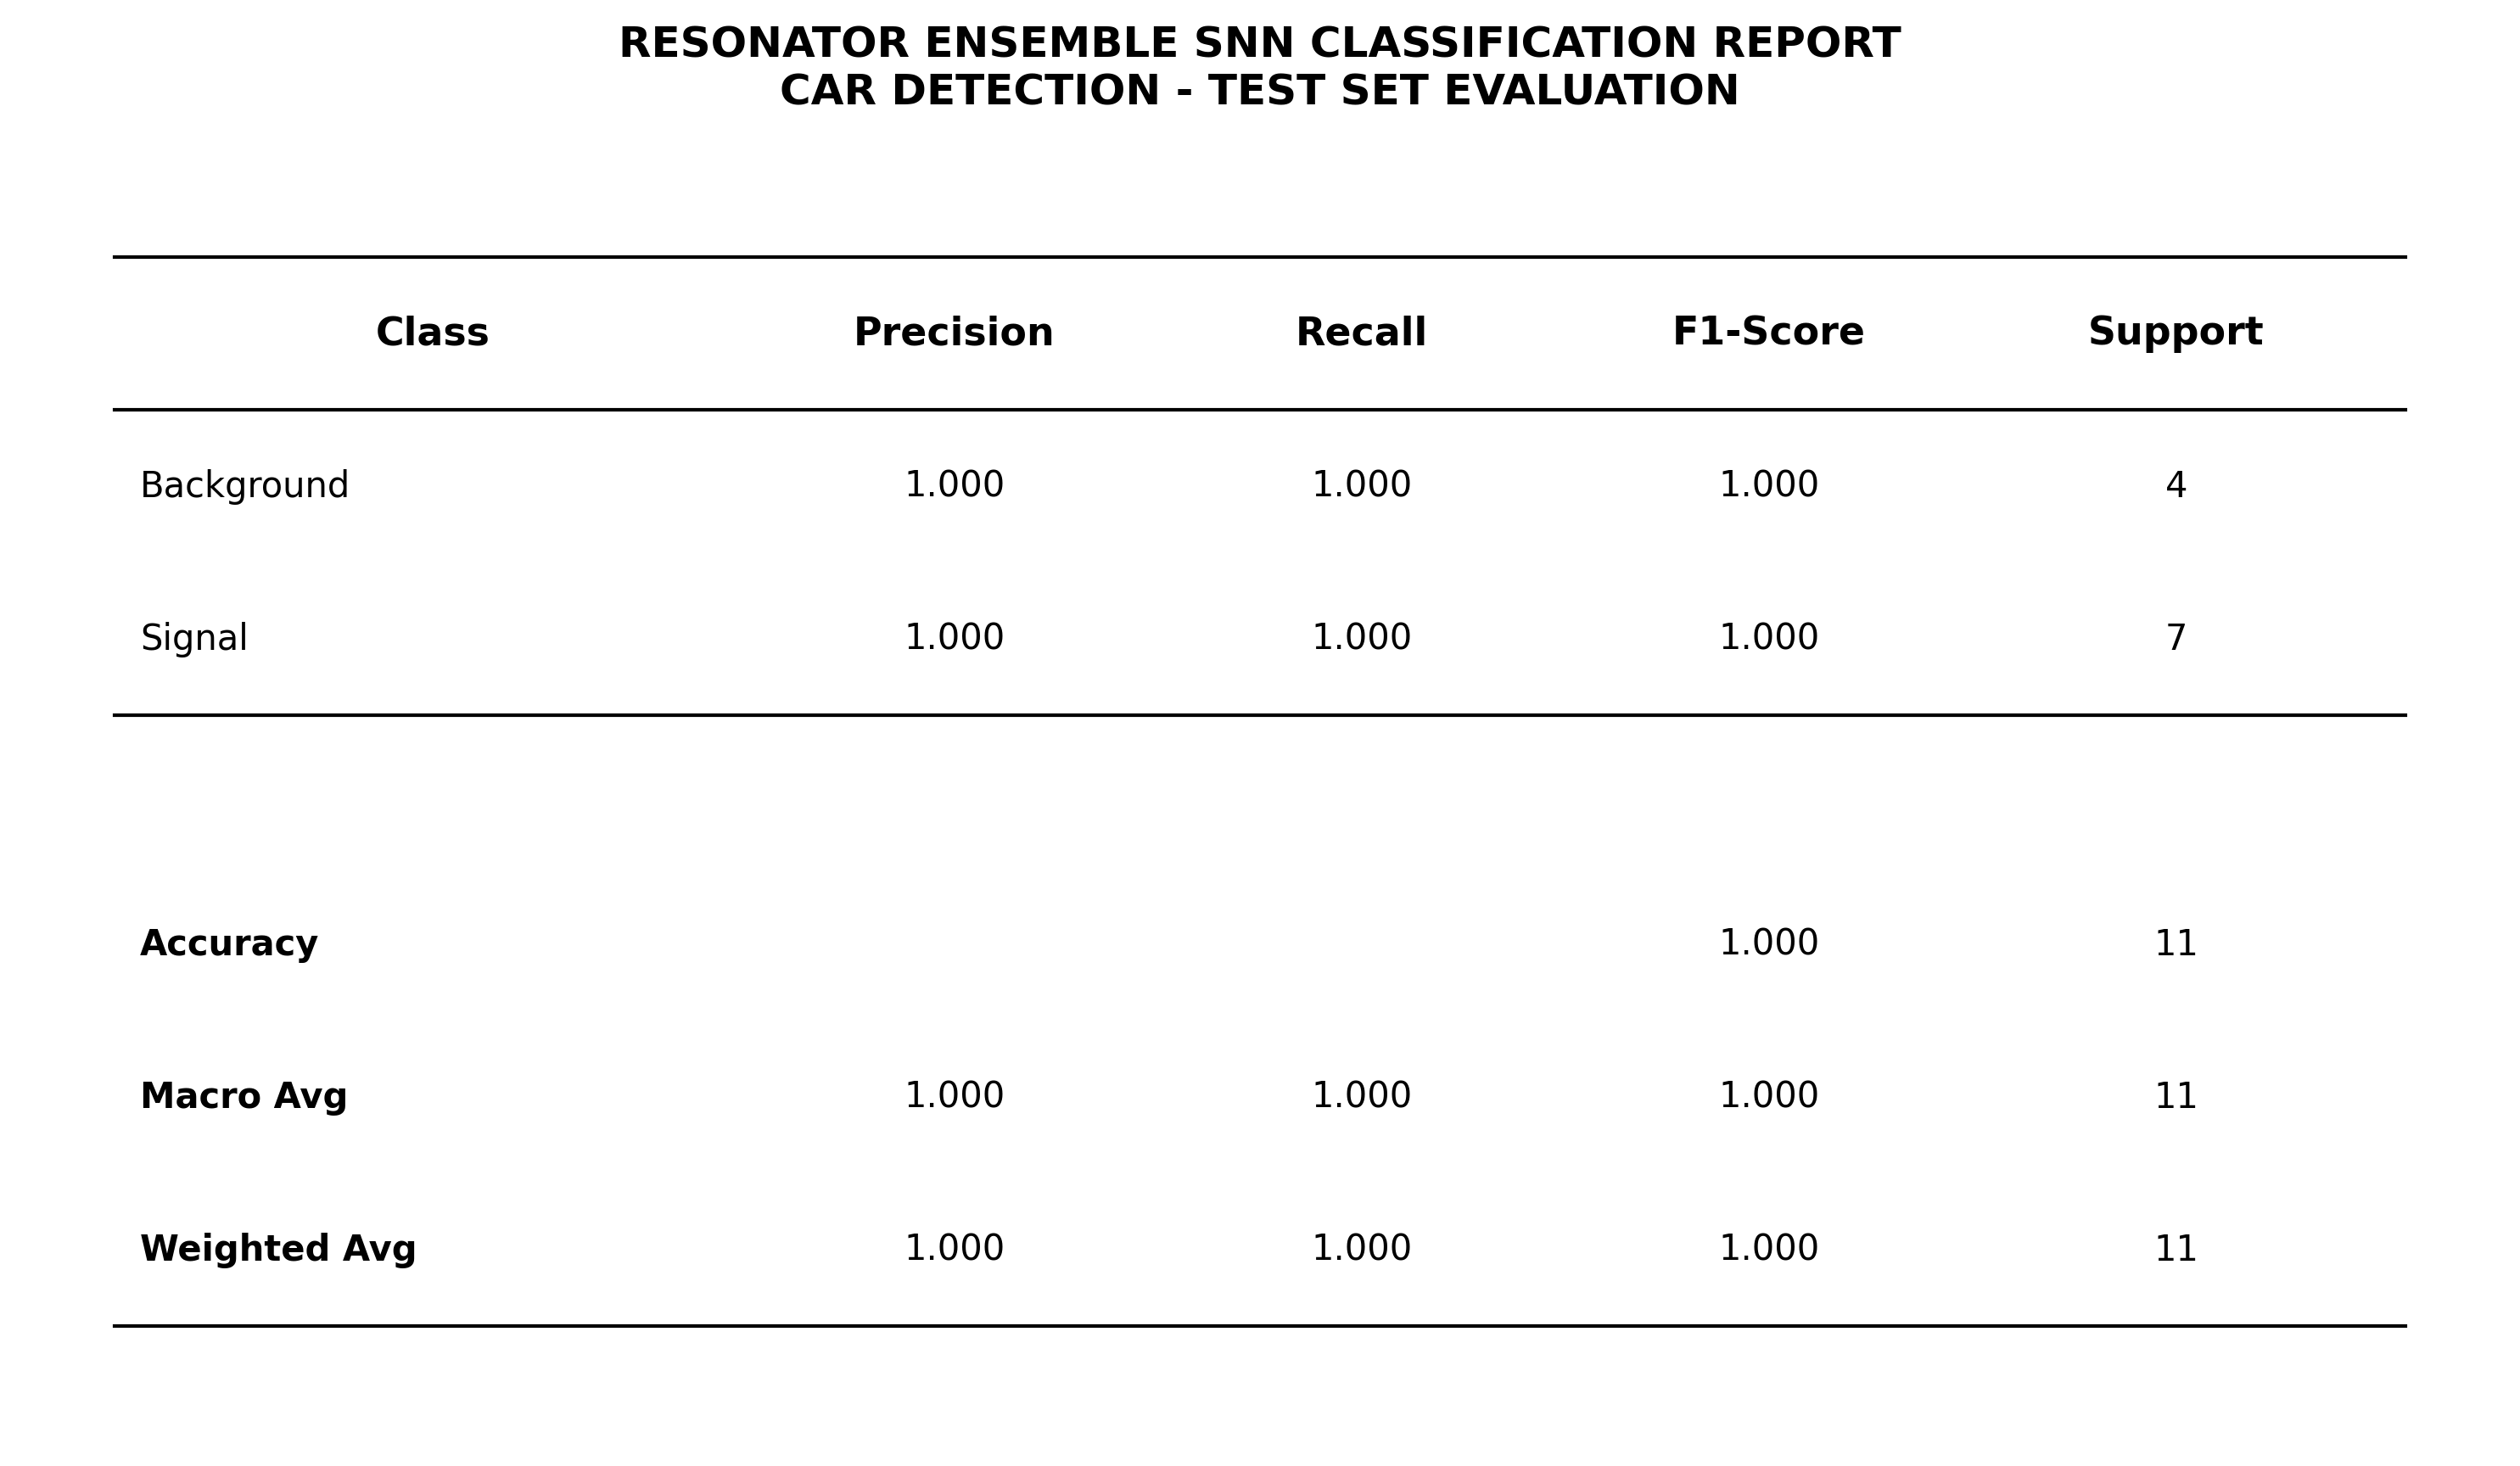 RESONATOR ENSEMBLE SNN CLASSIFICATION REPORT
CAR DETECTION - TEST SET EVALUATION
Class Precision Recall F1-Score Support
Background 1.000 1.000 1.000 4
Signal 1.000 1.000 1.000 7
Accuracy 1.000 11
Macro Avg 1.000 1.000 1.000 11
Weighted Avg 1.000 1.000 1.000 11